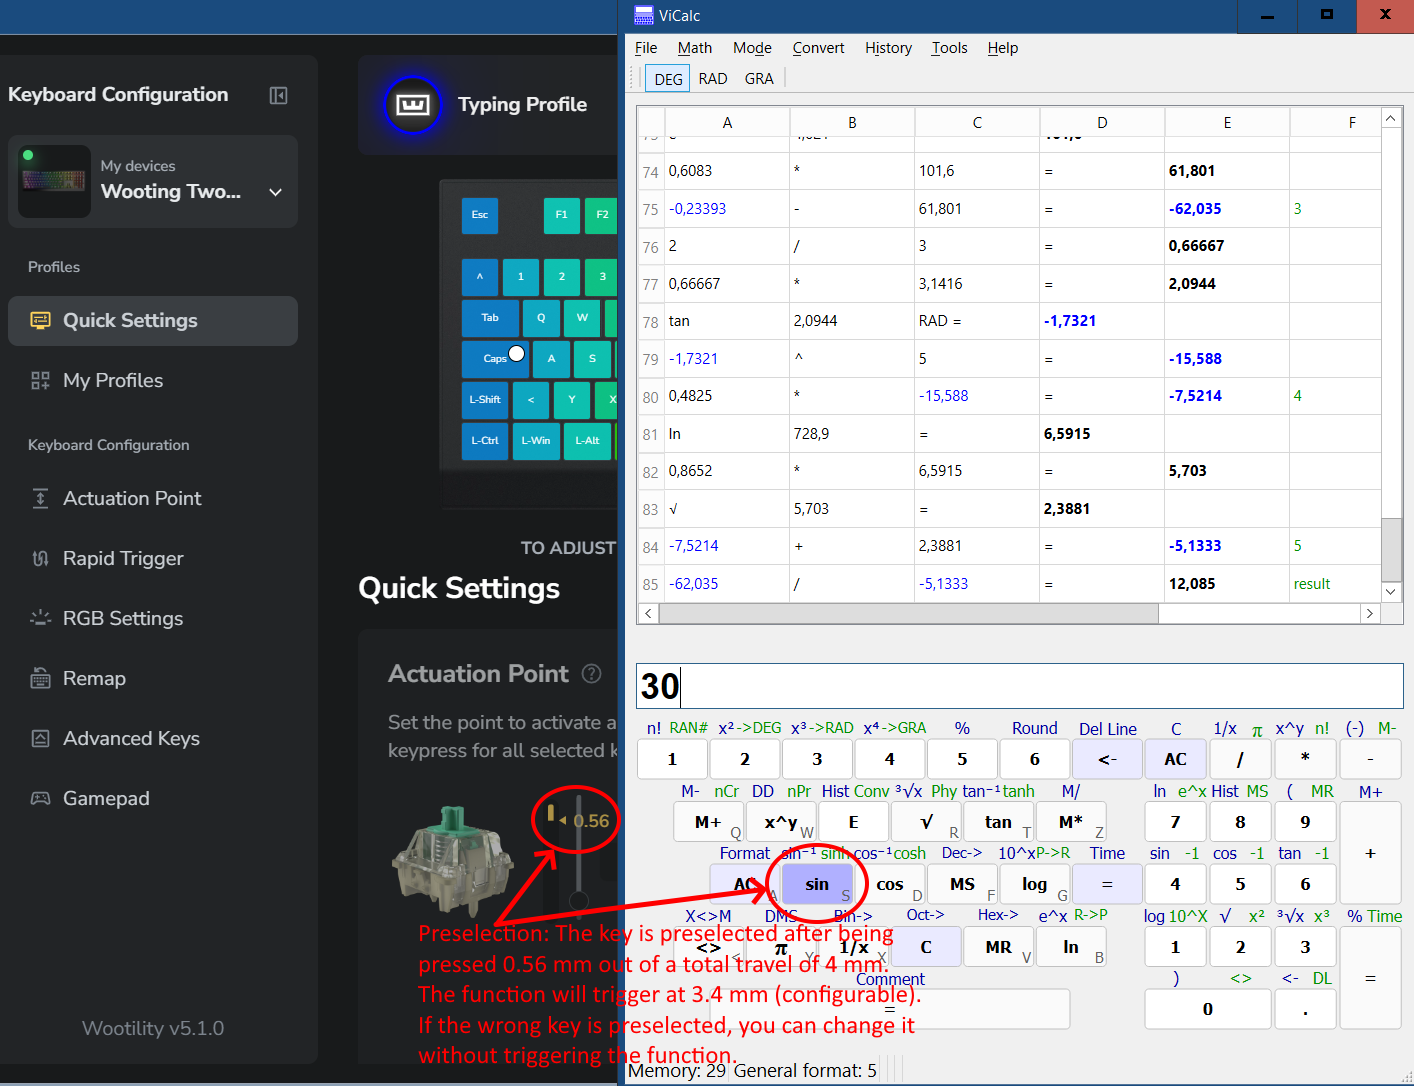 ViCalc
File Math Mode Convert History Tools Help
DEG RAD GRA
Keyboard Configuration
My devices
Wooting Two...
Profiles
Quick Settings
My Profiles
Keyboard Configuration
Actuation Point
Rapid Trigger
RGB Settings
Remap
Advanced Keys
Gamepad
Wootility v5.1.0
Typing Profile
Esc F1 F2
^ 1 2 3
Tab Q W
Caps A S
L-Shift < Y X
L-Ctrl L-Win L-Alt
TO ADJUST
Quick Settings
Actuation Point ?
Set the point to activate a
keypress for all selected k
0.56
A B C D E F
74 0,6083 * 101,6 = 61,801
75 -0,23393 - 61,801 = -62,035 3
76 2 / 3 = 0,66667
77 0,66667 * 3,1416 = 2,0944
78 tan 2,0944 RAD = -1,7321
79 -1,7321 ^ 5 = -15,588
80 0,4825 * -15,588 = -7,5214 4
81 ln 728,9 = 6,5915
82 0,8652 * 6,5915 = 5,703
83 √ 5,703 = 2,3881
84 -7,5214 + 2,3881 = -5,1333 5
85 -62,035 / -5,1333 = 12,085 result
30
n! RAN# x²->DEG x³->RAD x⁴->GRA % Round Del Line C 1/x π x^y n! (-) M-
1 2 3 4 5 6 <- AC / * -
M- nCr DD nPr Hist Conv ³√x Phy tan⁻¹ tanh M/ ln e^x Hist MS ( MR M+
M+ Q x^y W E √ R tan T M* Z 7 8 9 +
Format sin⁻¹ sinh cos⁻¹ cosh Dec-> 10^x P->R Time sin -1 cos -1 tan -1
AC A sin S cos D MS F log G = 4 5 6
X<>M DMS Bin-> Oct-> Hex-> e^x R->P log 10^X √ x² ³√x x³ % Time
<> < π Y 1/x X C MR V ln B 1 2 3 =
Comment ) <> <- DL
= 0 .
Preselection: The key is preselected after being
pressed 0.56 mm out of a total travel of 4 mm.
The function will trigger at 3.4 mm (configurable).
If the wrong key is preselected, you can change it
without triggering the function.
Memory: 29 General format: 5